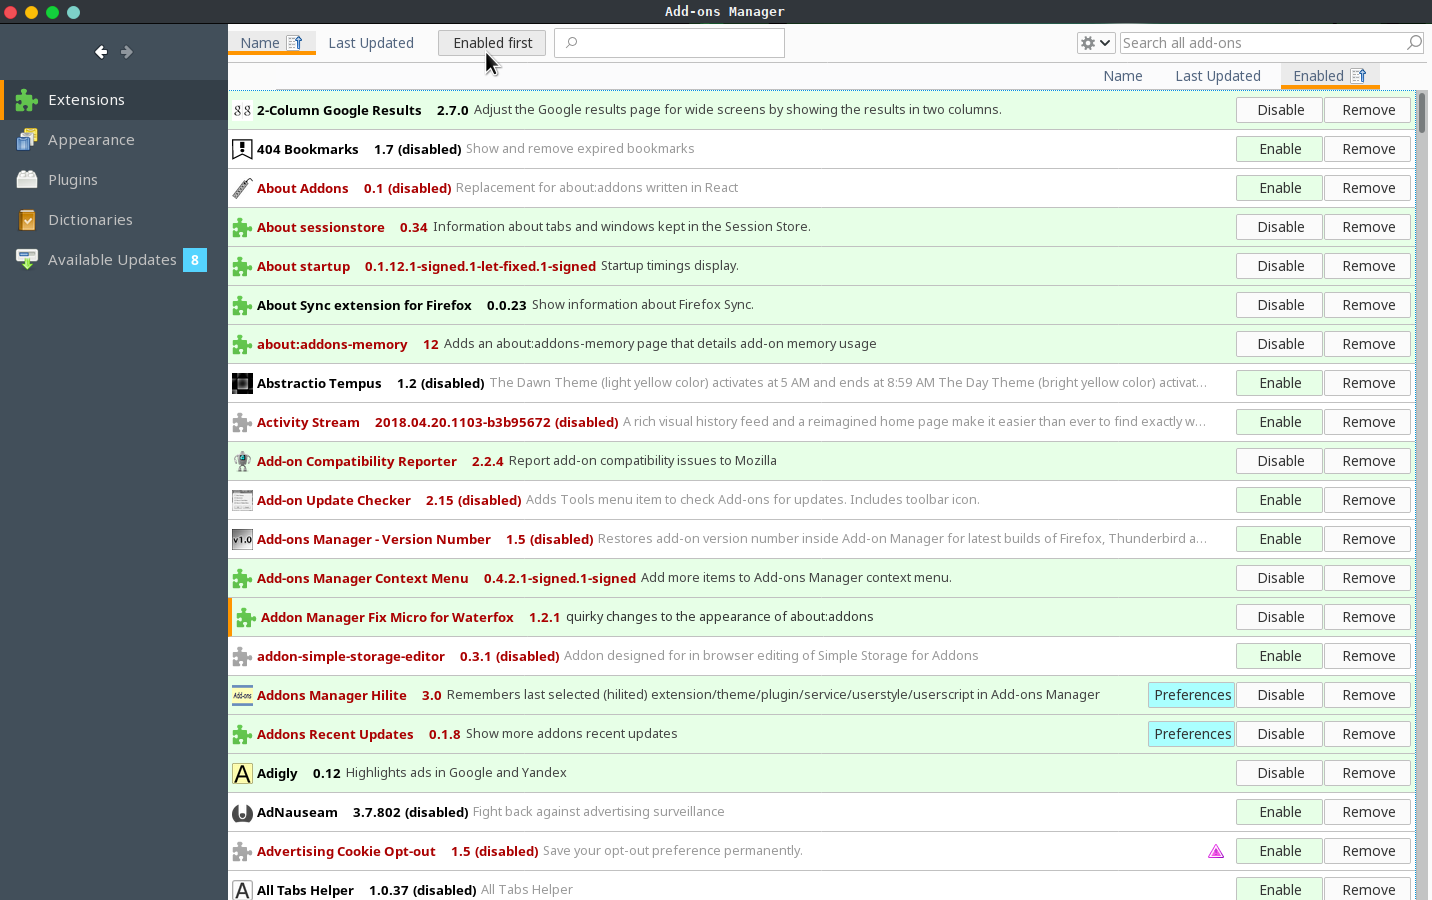 Add-ons Manager
Name Last Updated Enabled first Search all add-ons
Name Last Updated Enabled
Extensions
Appearance
Plugins
Dictionaries
Available Updates 8
2-Column Google Results 2.7.0 Adjust the Google results page for wide screens by showing the results in two columns. Disable Remove
404 Bookmarks 1.7 (disabled) Show and remove expired bookmarks Enable Remove
About Addons 0.1 (disabled) Replacement for about:addons written in React Enable Remove
About sessionstore 0.34 Information about tabs and windows kept in the Session Store. Disable Remove
About startup 0.1.12.1-signed.1-let-fixed.1-signed Startup timings display. Disable Remove
About Sync extension for Firefox 0.0.23 Show information about Firefox Sync. Disable Remove
about:addons-memory 12 Adds an about:addons-memory page that details add-on memory usage Disable Remove
Abstractio Tempus 1.2 (disabled) The Dawn Theme (light yellow color) activates at 5 AM and ends at 8:59 AM The Day Theme (bright yellow color) activat... Enable Remove
Activity Stream 2018.04.20.1103-b3b95672 (disabled) A rich visual history feed and a reimagined home page make it easier than ever to find exactly w... Enable Remove
Add-on Compatibility Reporter 2.2.4 Report add-on compatibility issues to Mozilla Disable Remove
Add-on Update Checker 2.15 (disabled) Adds Tools menu item to check Add-ons for updates. Includes toolbar icon. Enable Remove
v1.0 Add-ons Manager - Version Number 1.5 (disabled) Restores add-on version number inside Add-on Manager for latest builds of Firefox, Thunderbird a... Enable Remove
Add-ons Manager Context Menu 0.4.2.1-signed.1-signed Add more items to Add-ons Manager context menu. Disable Remove
Addon Manager Fix Micro for Waterfox 1.2.1 quirky changes to the appearance of about:addons Disable Remove
addon-simple-storage-editor 0.3.1 (disabled) Addon designed for in browser editing of Simple Storage for Addons Enable Remove
Add-ons Addons Manager Hilite 3.0 Remembers last selected (hilited) extension/theme/plugin/service/userstyle/userscript in Add-ons Manager Preferences Disable Remove
Addons Recent Updates 0.1.8 Show more addons recent updates Preferences Disable Remove
A Adigly 0.12 Highlights ads in Google and Yandex Disable Remove
AdNauseam 3.7.802 (disabled) Fight back against advertising surveillance Enable Remove
Advertising Cookie Opt-out 1.5 (disabled) Save your opt-out preference permanently. Enable Remove
A All Tabs Helper 1.0.37 (disabled) All Tabs Helper Enable Remove